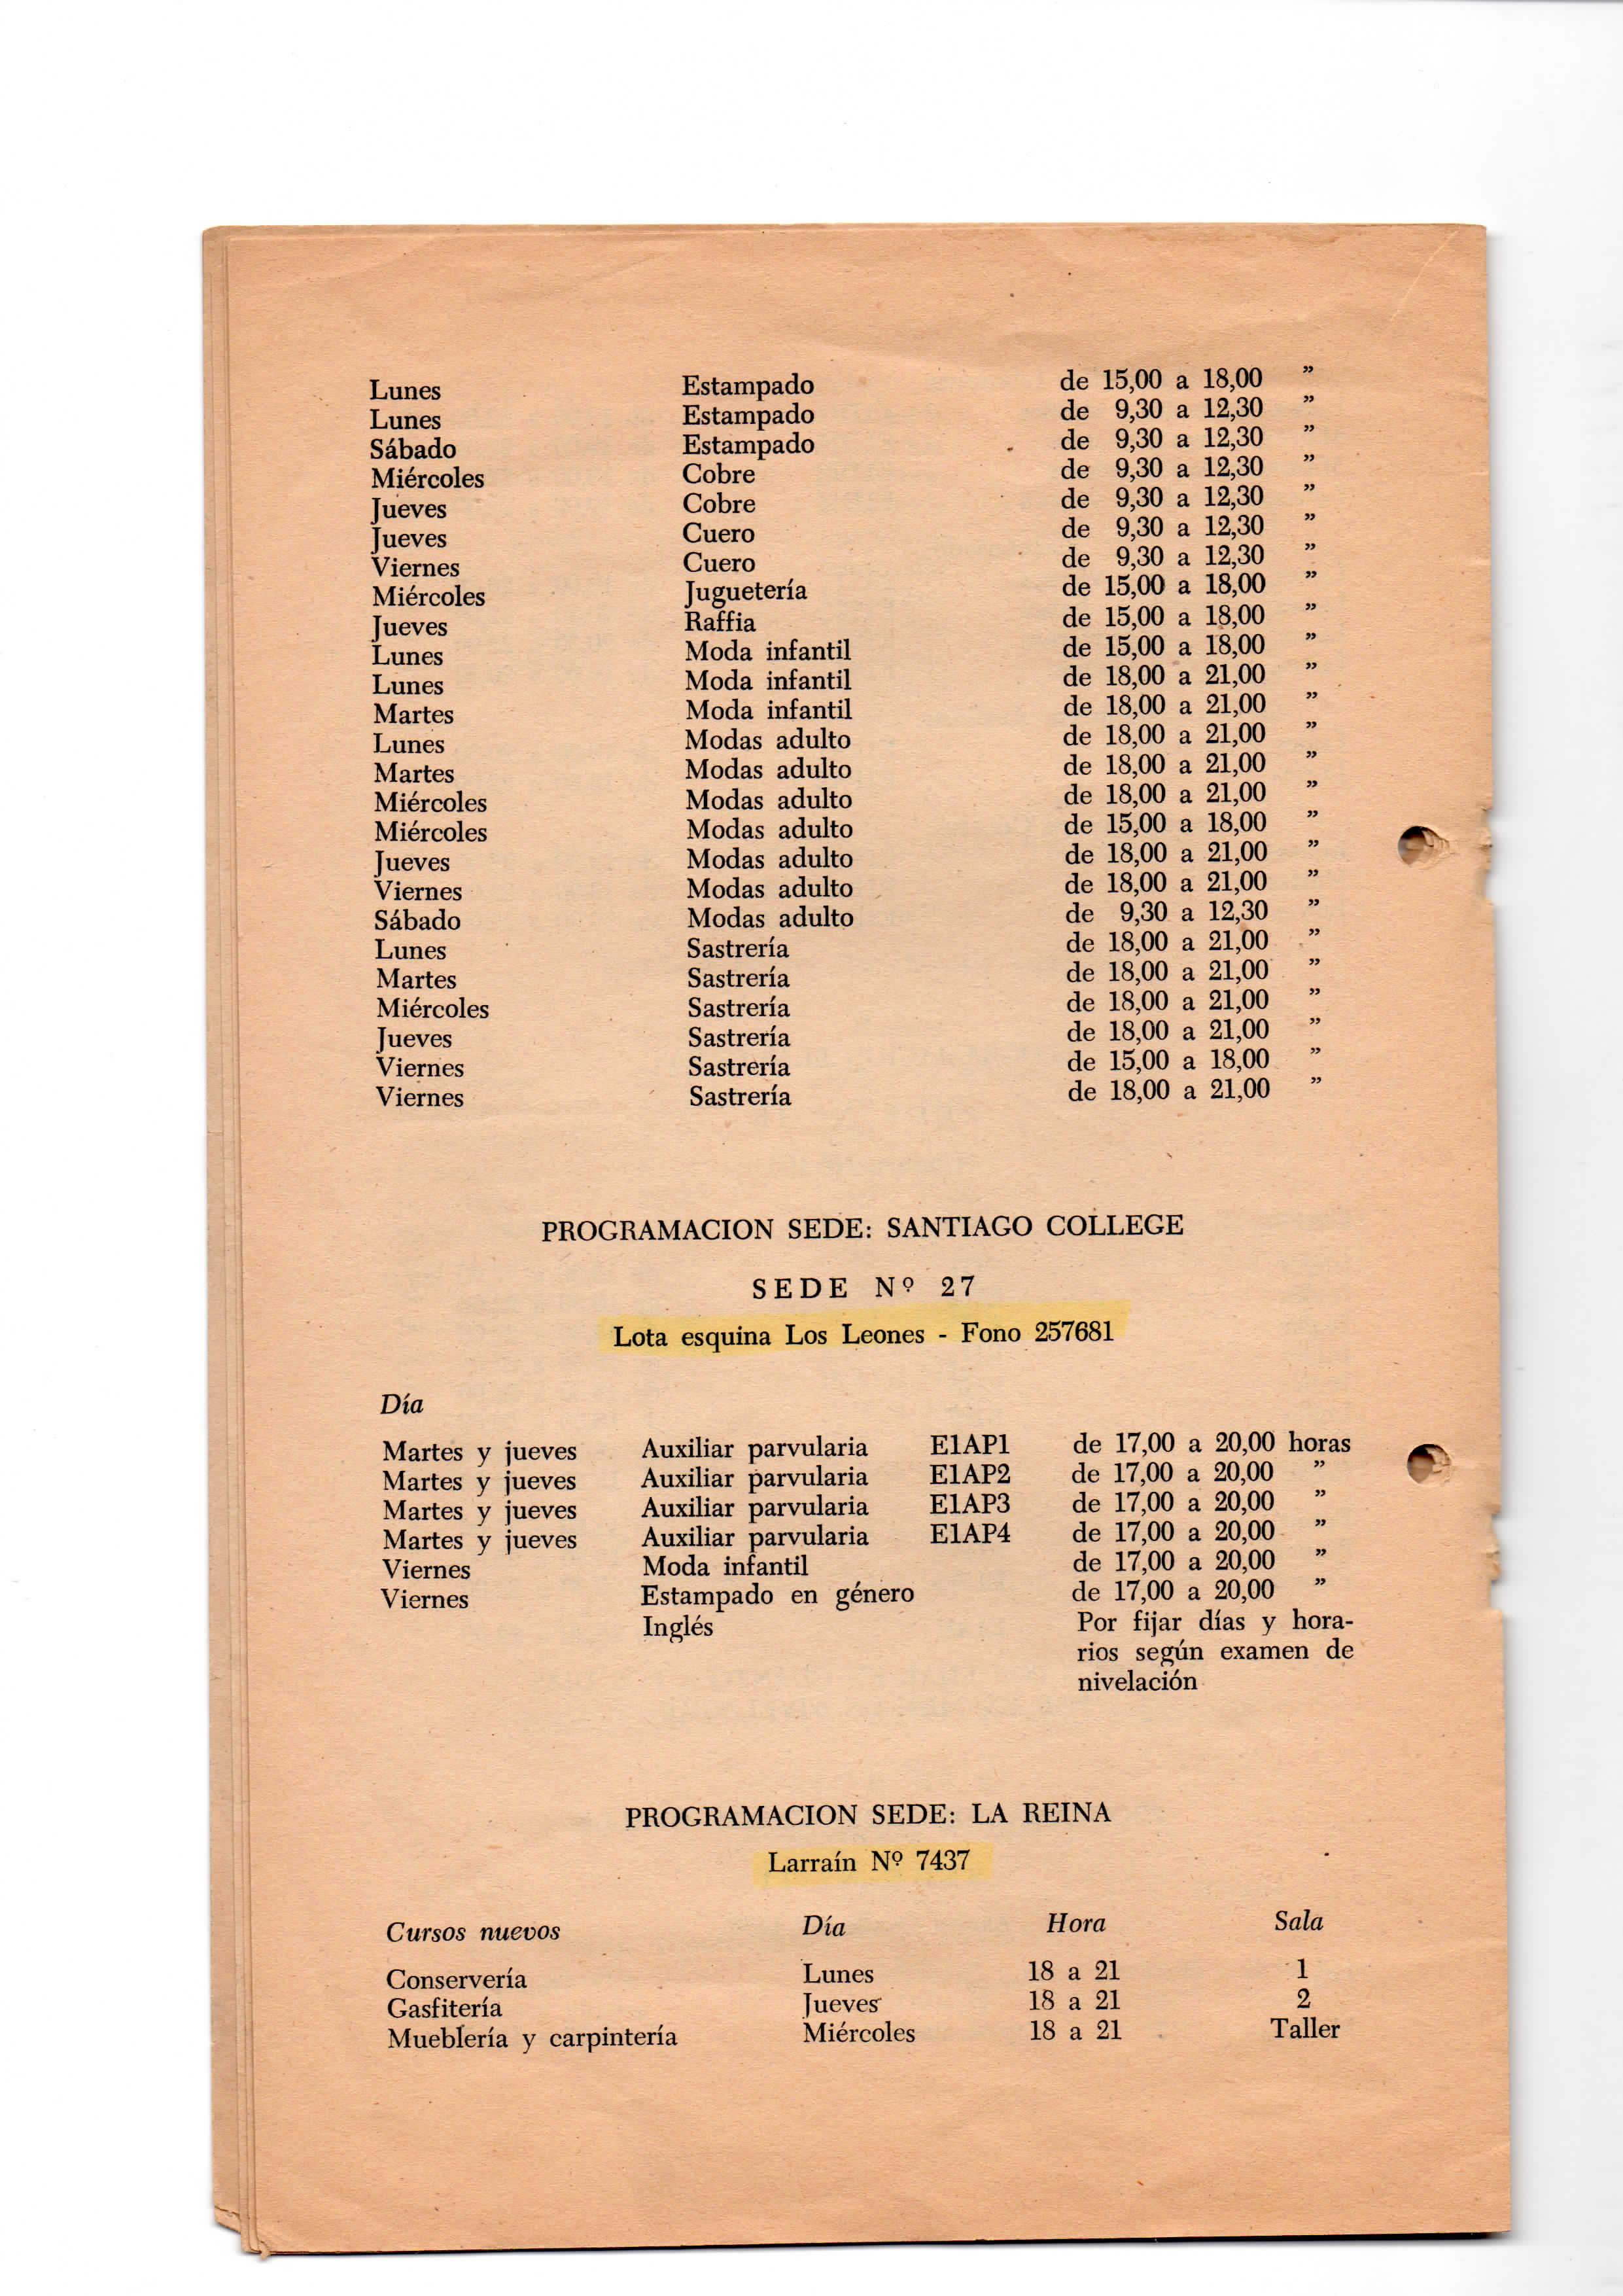 Lunes Estampado de 15,00 a 18,00 ”
Lunes Estampado de 9,30 a 12,30 ”
Sábado Estampado de 9,30 a 12,30 ”
Miércoles Cobre de 9,30 a 12,30 ”
Jueves Cobre de 9,30 a 12,30 ”
Jueves Cuero de 9,30 a 12,30 ”
Viernes Cuero de 9,30 a 12,30 ”
Miércoles Juguetería de 15,00 a 18,00 ”
Jueves Raffia de 15,00 a 18,00 ”
Lunes Moda infantil de 15,00 a 18,00 ”
Lunes Moda infantil de 18,00 a 21,00 ”
Martes Moda infantil de 18,00 a 21,00 ”
Lunes Modas adulto de 18,00 a 21,00 ”
Martes Modas adulto de 18,00 a 21,00 ”
Miércoles Modas adulto de 18,00 a 21,00 ”
Miércoles Modas adulto de 15,00 a 18,00 ”
Jueves Modas adulto de 18,00 a 21,00 ”
Viernes Modas adulto de 18,00 a 21,00 ”
Sábado Modas adulto de 9,30 a 12,30 ”
Lunes Sastrería de 18,00 a 21,00 ”
Martes Sastrería de 18,00 a 21,00 ”
Miércoles Sastrería de 18,00 a 21,00 ”
Jueves Sastrería de 18,00 a 21,00 ”
Viernes Sastrería de 15,00 a 18,00 ”
Viernes Sastrería de 18,00 a 21,00 ”
PROGRAMACION SEDE: SANTIAGO COLLEGE
SEDE Nº 27
Lota esquina Los Leones - Fono 257681
Día
Martes y jueves Auxiliar parvularia E1AP1 de 17,00 a 20,00 horas
Martes y jueves Auxiliar parvularia E1AP2 de 17,00 a 20,00 ”
Martes y jueves Auxiliar parvularia E1AP3 de 17,00 a 20,00 ”
Martes y jueves Auxiliar parvularia E1AP4 de 17,00 a 20,00 ”
Viernes Moda infantil de 17,00 a 20,00 ”
Viernes Estampado en género de 17,00 a 20,00 ”
Inglés Por fijar días y hora-
rios según examen de
nivelación
PROGRAMACION SEDE: LA REINA
Larraín Nº 7437
Cursos nuevos Día Hora Sala
Conservería Lunes 18 a 21 1
Gasfitería Jueves 18 a 21 2
Mueblería y carpintería Miércoles 18 a 21 Taller